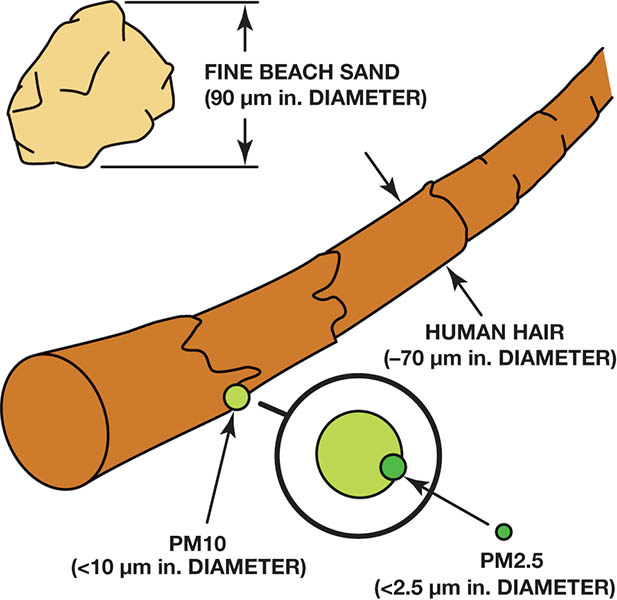 FINE BEACH SAND
(90 µm in. DIAMETER)
HUMAN HAIR
(–70 µm in. DIAMETER)
PM10
(<10 µm in. DIAMETER)
PM2.5
(<2.5 µm in. DIAMETER)